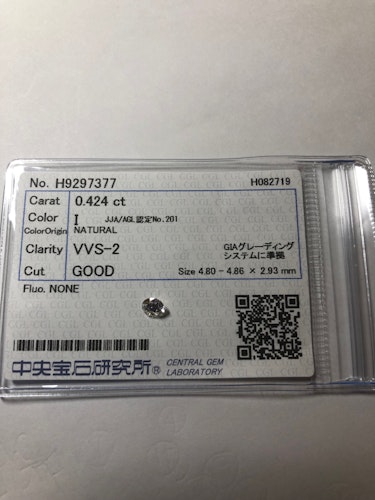 No. H9297377 H082719
Carat 0.424 ct
Color I JJA/AGL認定No.201
ColorOrigin NATURAL
Clarity VVS-2 GIAグレーディング
システムに準拠
Cut GOOD Size 4.80 - 4.86 × 2.93 mm
Fluo. NONE
中央宝石研究所® CENTRAL GEM
LABORATORY